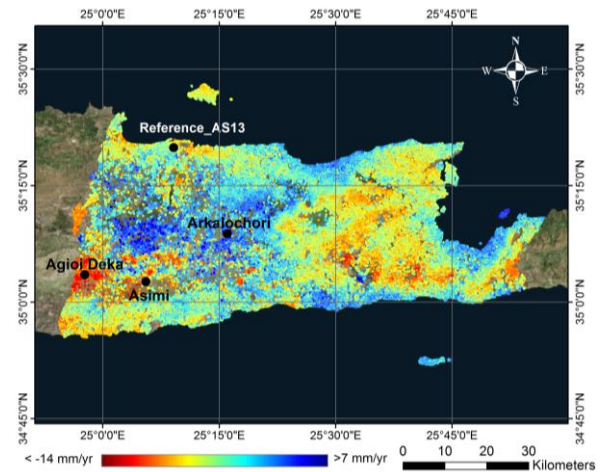 25°0'0"E 25°15'0"E 25°30'0"E 25°45'0"E
35°30'0"N 35°30'0"N
N
W E
S
Reference_AS13
35°15'0"N 35°15'0"N
Arkalochori
Agioi Deka
Asimi
35°0'0"N 35°0'0"N
34°45'0"N 34°45'0"N
25°0'0"E 25°15'0"E 25°30'0"E 25°45'0"E
< -14 mm/yr >7 mm/yr
0 10 20 30
Kilometers